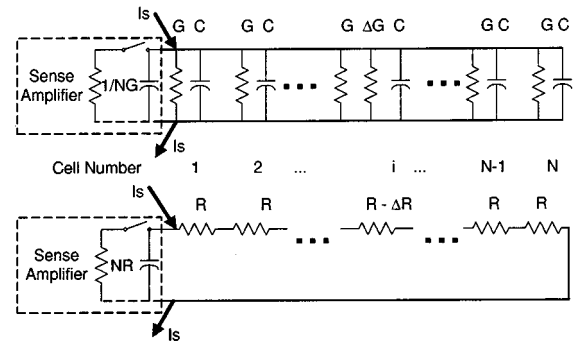 Is
G C G C G ΔG C G C G C
Sense
Amplifier
1/NG
Is
Cell Number 1 2 ... i ... N-1 N
Is
R R R - ΔR R R
Sense
Amplifier
NR
Is